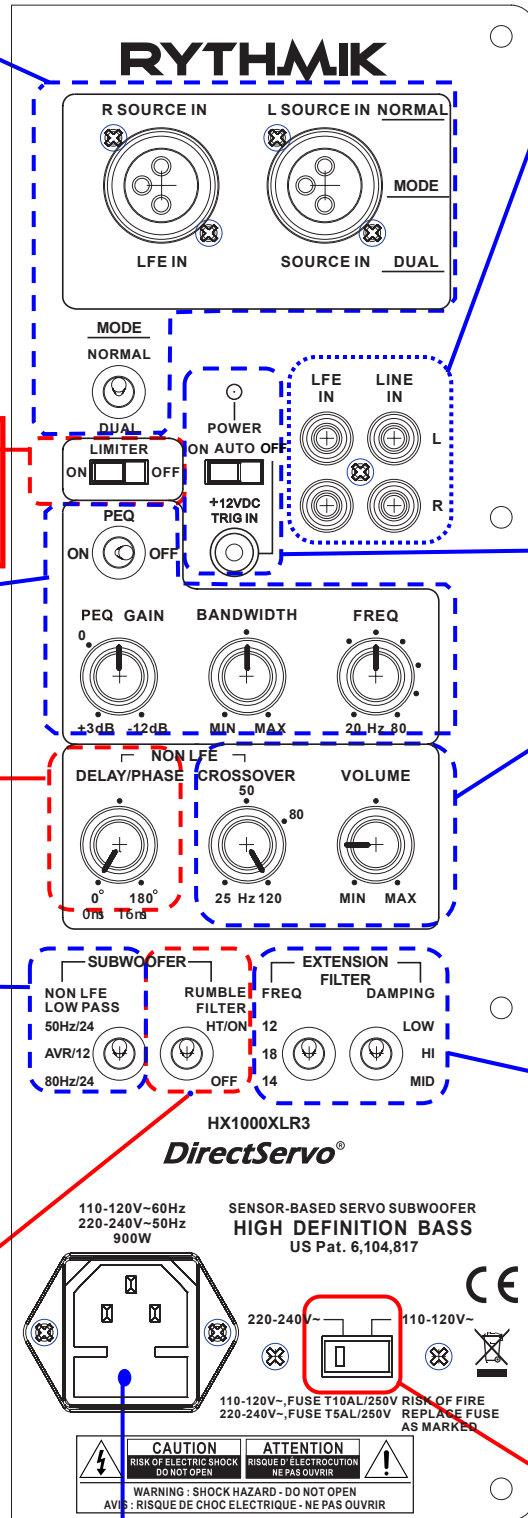 RYTHMIK
R SOURCE IN L SOURCE IN NORMAL
MODE
LFE IN SOURCE IN DUAL
MODE
NORMAL
DUAL
LFE IN LINE IN
L
R
POWER
ON AUTO OFF
+12VDC
TRIG IN
LIMITER
ON OFF
PEQ
ON OFF
PEQ GAIN BANDWIDTH FREQ
0
+3dB -12dB MIN MAX 20 Hz 80
NON LFE
DELAY/PHASE CROSSOVER VOLUME
50
80
0° 180° 25 Hz 120 MIN MAX
0ms 16ms
SUBWOOFER
NON LFE
LOW PASS
50Hz/24
AVR/12
80Hz/24
RUMBLE
FILTER
HT/ON
OFF
EXTENSION
FILTER
FREQ DAMPING
12 LOW
18 HI
14 MID
HX1000XLR3
DirectServo®
110-120V~60Hz
220-240V~50Hz
900W
SENSOR-BASED SERVO SUBWOOFER
HIGH DEFINITION BASS
US Pat. 6,104,817
CE
220-240V~ 110-120V~
110-120V~,FUSE T10AL/250V RISK OF FIRE
220-240V~,FUSE T5AL/250V REPLACE FUSE
AS MARKED
CAUTION
RISK OF ELECTRIC SHOCK
DO NOT OPEN
ATTENTION
RISQUE D'ÉLECTROCUTION
NE PAS OUVRIR
WARNING : SHOCK HAZARD - DO NOT OPEN
AVIS : RISQUE DE CHOC ELECTRIQUE - NE PAS OUVRIR